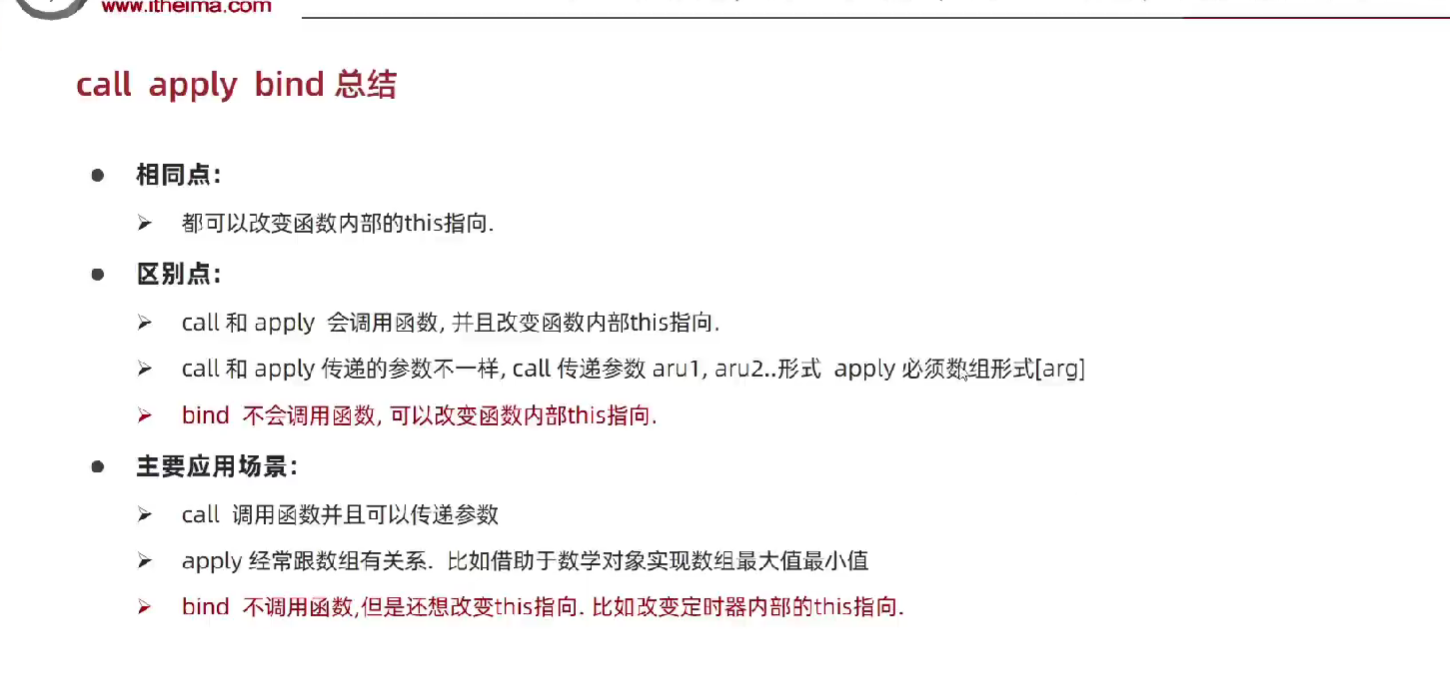 www.itheima.com
call apply bind 总结
● 相同点：
➢ 都可以改变函数内部的this指向.
● 区别点：
➢ call 和 apply 会调用函数, 并且改变函数内部this指向.
➢ call 和 apply 传递的参数不一样, call 传递参数 aru1, aru2..形式 apply 必须数组形式[arg]
➢ bind 不会调用函数, 可以改变函数内部this指向.
● 主要应用场景：
➢ call 调用函数并且可以传递参数
➢ apply 经常跟数组有关系. 比如借助于数学对象实现数组最大值最小值
➢ bind 不调用函数,但是还想改变this指向. 比如改变定时器内部的this指向.